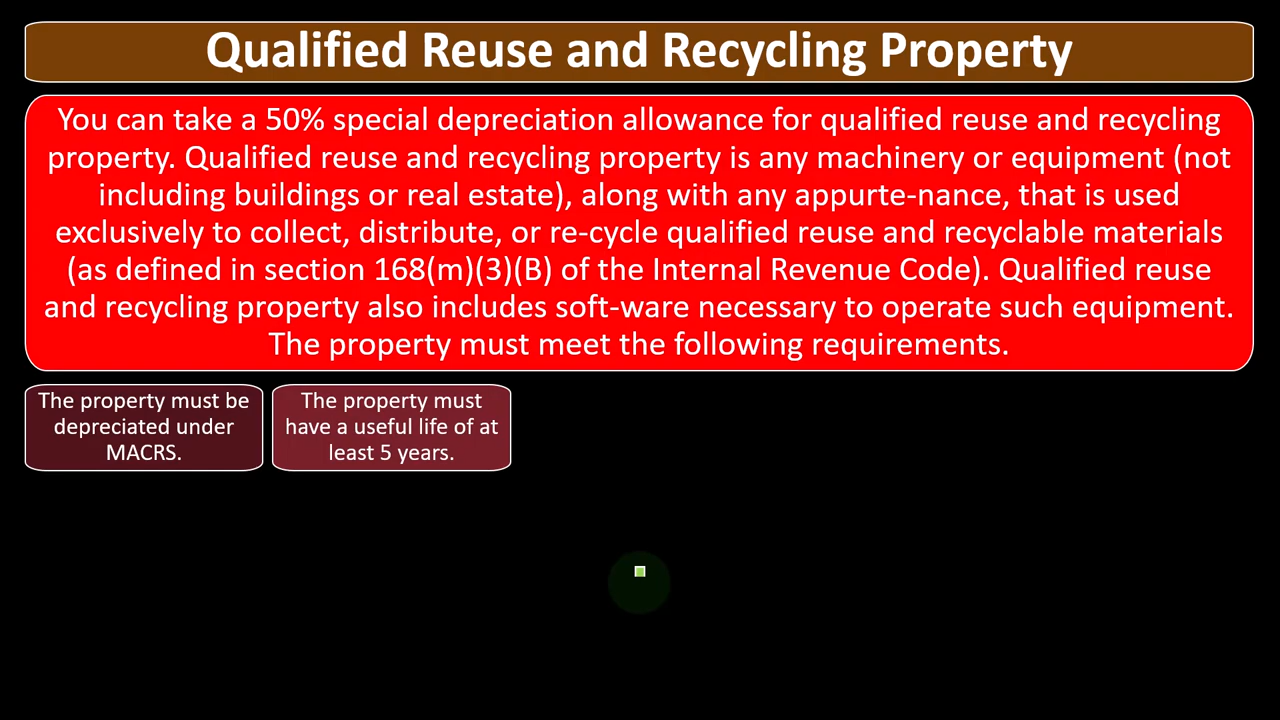 Qualified Reuse and Recycling Property
You can take a 50% special depreciation allowance for qualified reuse and recycling
property. Qualified reuse and recycling property is any machinery or equipment (not
including buildings or real estate), along with any appurte-nance, that is used
exclusively to collect, distribute, or re-cycle qualified reuse and recyclable materials
(as defined in section 168(m)(3)(B) of the Internal Revenue Code). Qualified reuse
and recycling property also includes soft-ware necessary to operate such equipment.
The property must meet the following requirements.
The property must be
depreciated under
MACRS.
The property must
have a useful life of at
least 5 years.